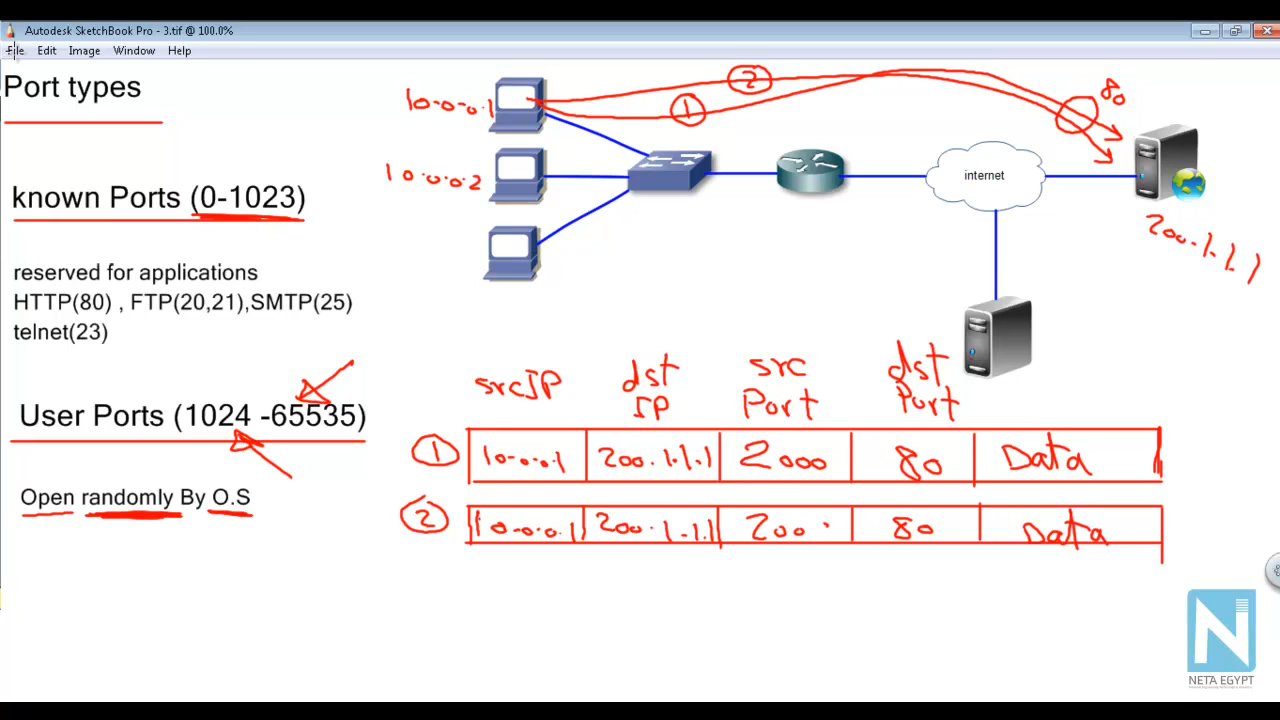 Autodesk SketchBook Pro - 3.tif @ 100.0%
File Edit Image Window Help
Port types
known Ports (0-1023)
reserved for applications
HTTP(80) , FTP(20,21),SMTP(25)
telnet(23)
User Ports (1024 -65535)
Open randomly By O.S
10.0.0.1
10.0.0.2
2
1
80
internet
200.1.1.1
src IP dst IP src Port dst Port
1 10.0.0.1 200.1.1.1 2000 80 Data
2 10.0.0.1 200.1.1.1 200 80 Data
N
NETA EGYPT